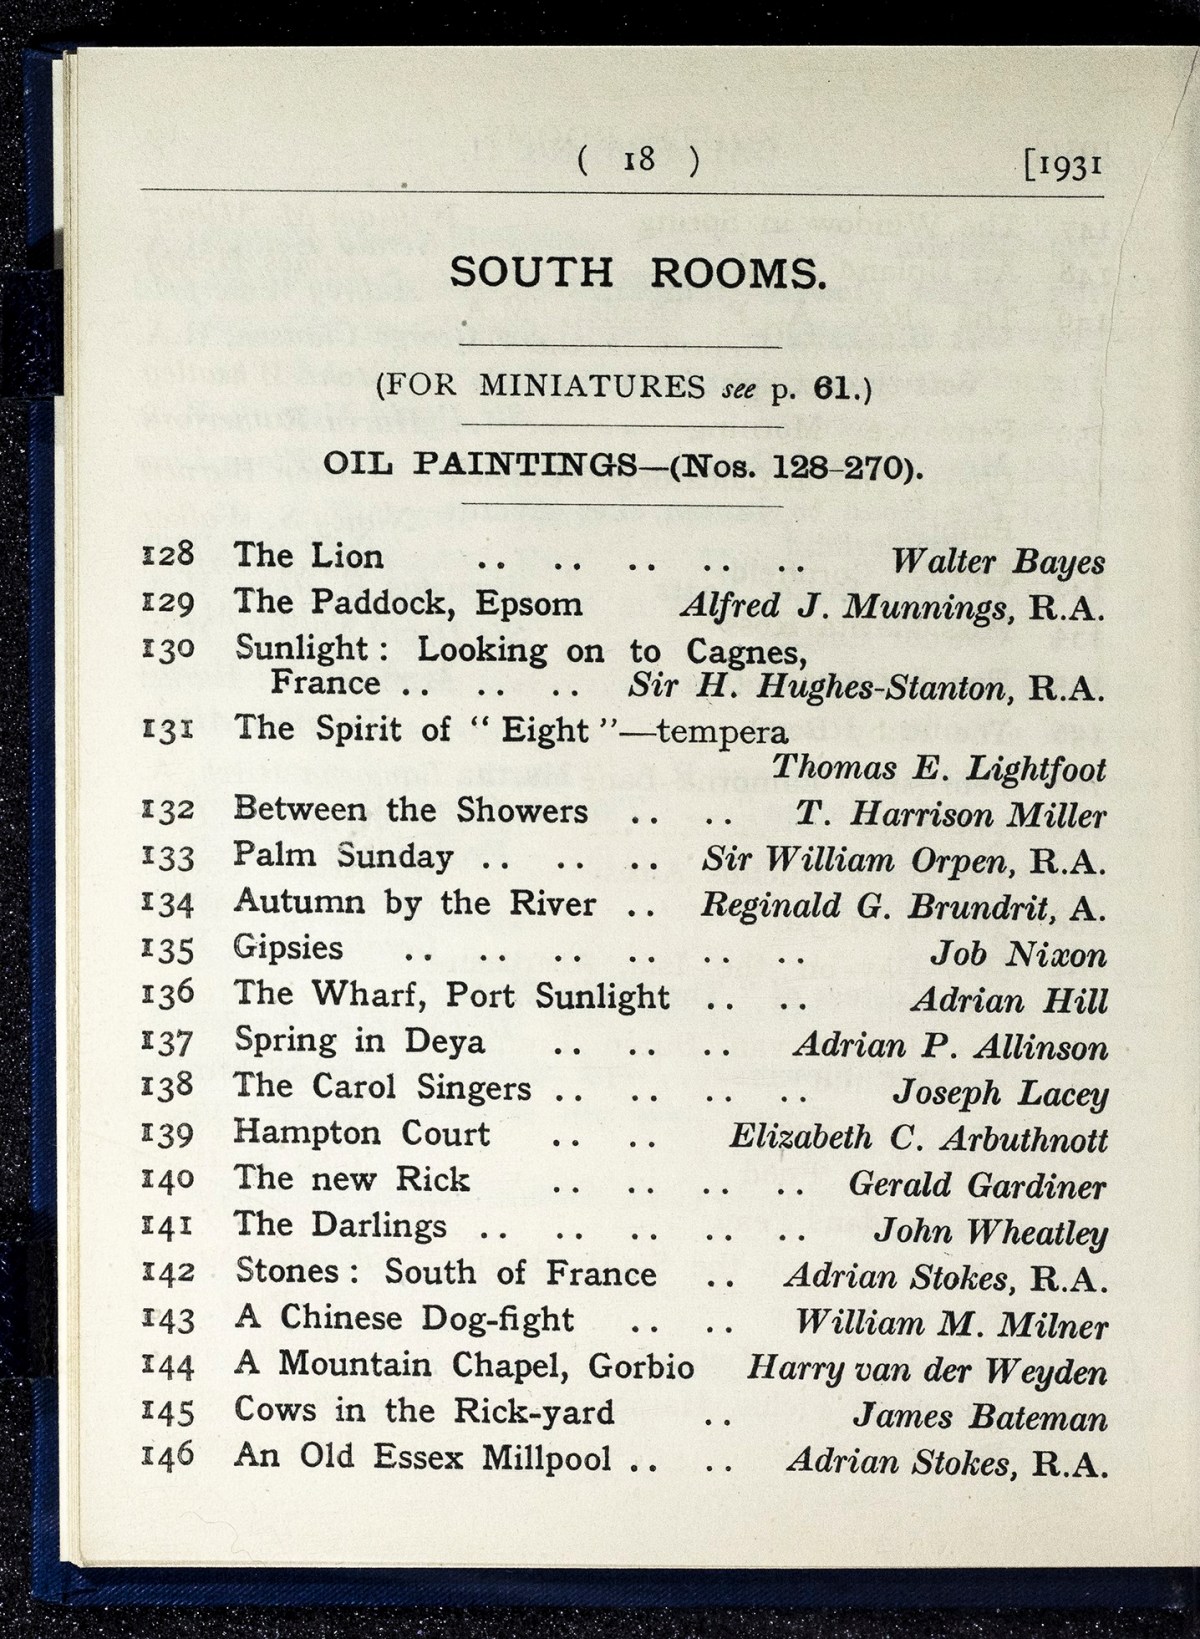 ( 18 ) [1931
SOUTH ROOMS.
(FOR MINIATURES see p. 61.)
OIL PAINTINGS—(Nos. 128-270).
128 The Lion .. .. .. .. .. Walter Bayes
129 The Paddock, Epsom Alfred J. Munnings, R.A.
130 Sunlight: Looking on to Cagnes,
France .. .. .. Sir H. Hughes-Stanton, R.A.
131 The Spirit of “Eight”—tempera
Thomas E. Lightfoot
132 Between the Showers .. .. T. Harrison Miller
133 Palm Sunday .. .. .. Sir William Orpen, R.A.
134 Autumn by the River .. Reginald G. Brundrit, A.
135 Gipsies .. .. .. .. .. .. Job Nixon
136 The Wharf, Port Sunlight .. .. Adrian Hill
137 Spring in Deya .. .. .. Adrian P. Allinson
138 The Carol Singers .. .. .. .. Joseph Lacey
139 Hampton Court .. .. Elizabeth C. Arbuthnott
140 The new Rick .. .. .. .. Gerald Gardiner
141 The Darlings .. .. .. .. .. John Wheatley
142 Stones: South of France .. Adrian Stokes, R.A.
143 A Chinese Dog-fight .. .. William M. Milner
144 A Mountain Chapel, Gorbio Harry van der Weyden
145 Cows in the Rick-yard .. James Bateman
146 An Old Essex Millpool .. .. Adrian Stokes, R.A.